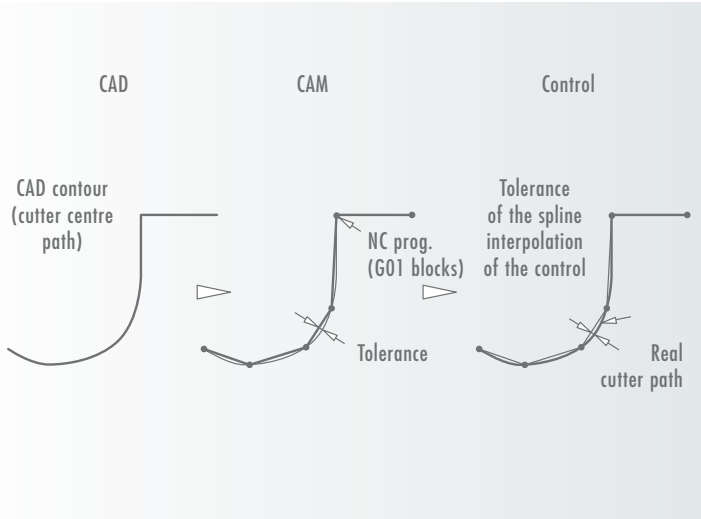 CAD
CAM
Control
CAD contour
(cutter centre
path)
NC prog.
(G01 blocks)
Tolerance
Tolerance
of the spline
interpolation
of the control
Real
cutter path